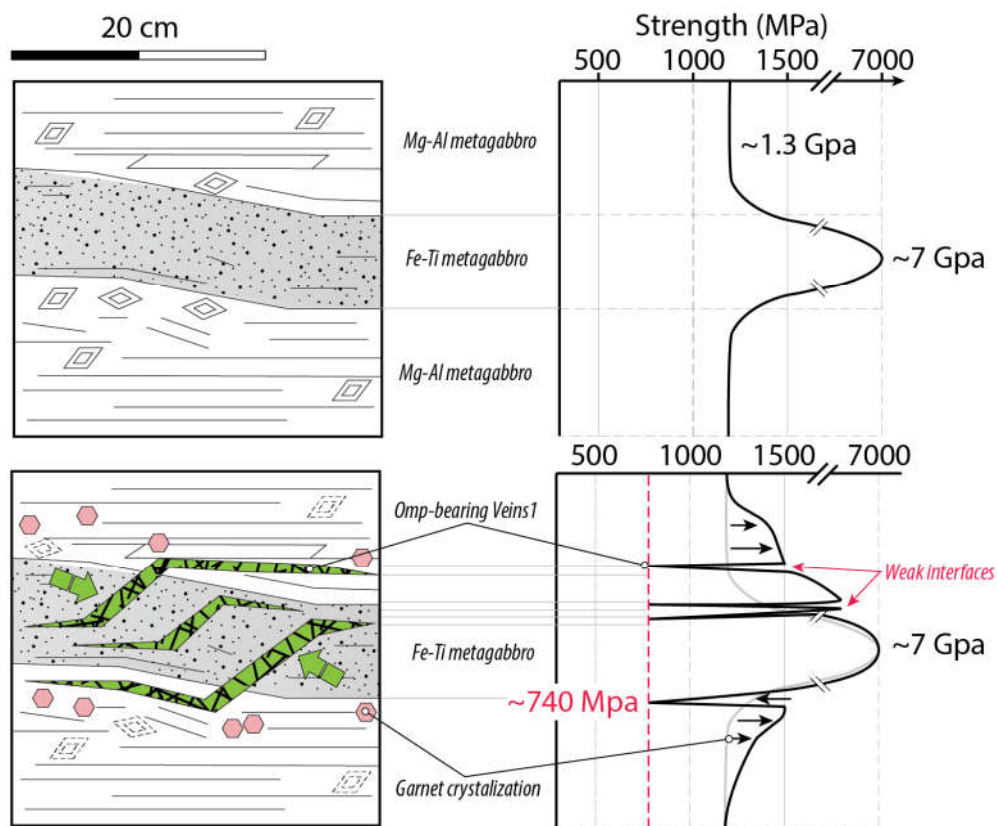 20 cm
Strength (MPa)
500 1000 1500 7000
Mg-Al metagabbro
~1.3 Gpa
Fe-Ti metagabbro
~7 Gpa
Mg-Al metagabbro
500 1000 1500 7000
Omp-bearing Veins1
Weak interfaces
Fe-Ti metagabbro
~7 Gpa
~740 Mpa
Garnet crystalization